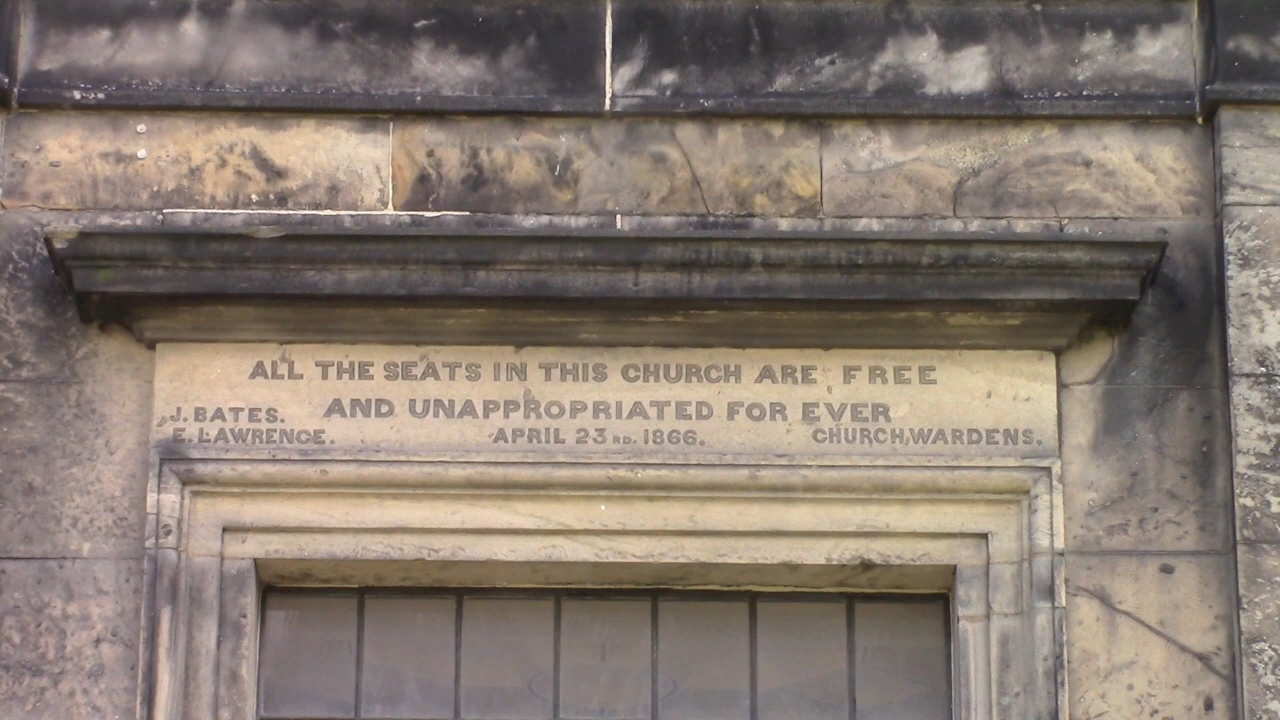 ALL THE SEATS IN THIS CHURCH ARE FREE
AND UNAPPROPRIATED FOR EVER
J. BATES.
E. LAWRENCE. APRIL 23RD. 1866. CHURCH,WARDENS.